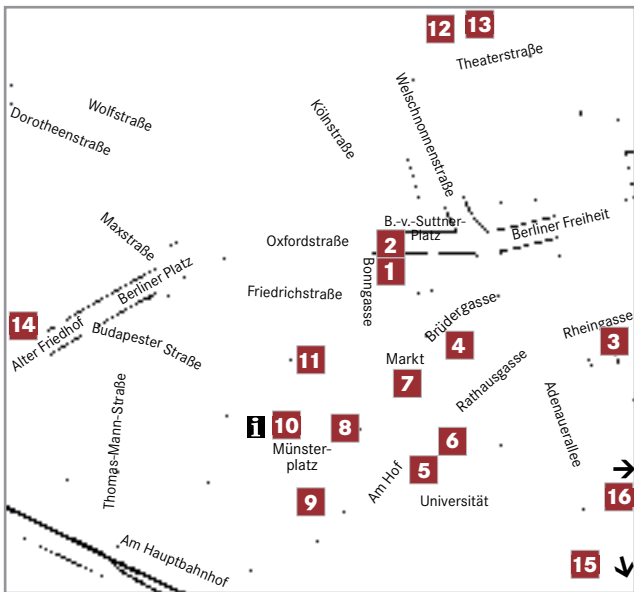 12
13
Theaterstraße
Wolfstraße
Dorotheenstraße
Kölnstraße
Welschnonnenstraße
Maxstraße
B.-v.-Suttner-
Platz
Berliner Freiheit
Oxfordstraße
2
1
Bonngasse
Berliner Platz
Friedrichstraße
14
Alter Friedhof
Budapester Straße
Brüdergasse
Rheingasse
3
4
11
Markt
7
Rathausgasse
Adenauerallee
Thomas-Mann-Straße
i
10
8
6
Münster-
platz
Am Hof
5
16
9
Universität
Am Hauptbahnhof
15